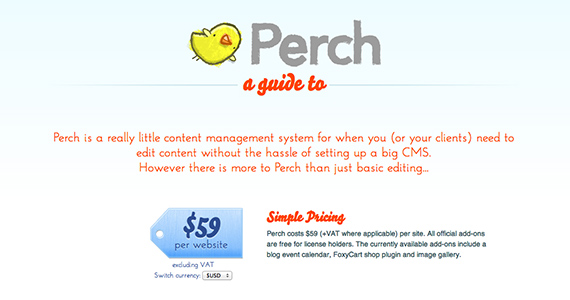 Perch
a guide to
Perch is a really little content management system for when you (or your clients) need to
edit content without the hassle of setting up a big CMS.
However there is more to Perch than just basic editing...
$59
per website
excluding VAT
Switch currency: $USD
Simple Pricing
Perch costs $59 (+VAT where applicable) per site. All official add-ons
are free for license holders. The currently available add-ons include a
blog event calendar, FoxyCart shop plugin and image gallery.